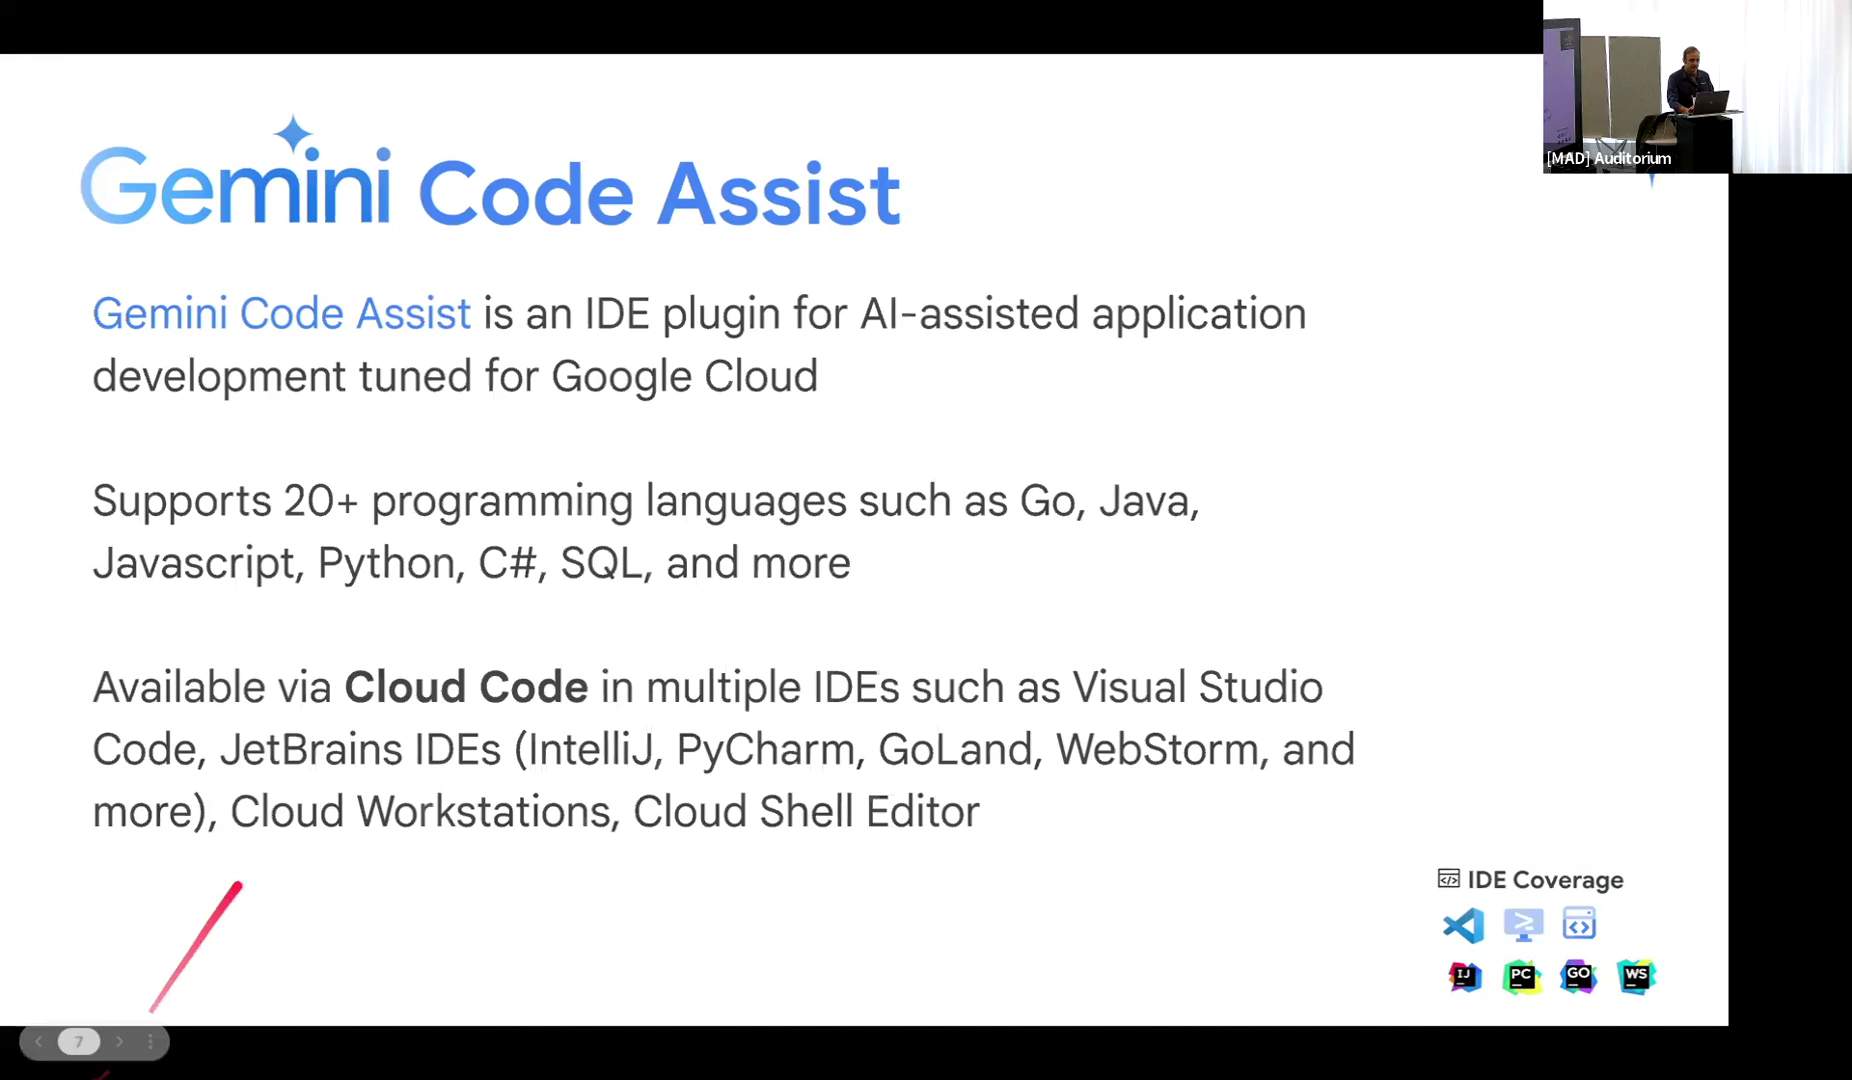 [MAD] Auditorium
Gemini Code Assist
Gemini Code Assist is an IDE plugin for AI-assisted application
development tuned for Google Cloud
Supports 20+ programming languages such as Go, Java,
Javascript, Python, C#, SQL, and more
Available via Cloud Code in multiple IDEs such as Visual Studio
Code, JetBrains IDEs (IntelliJ, PyCharm, GoLand, WebStorm, and
more), Cloud Workstations, Cloud Shell Editor
IDE Coverage
IJ PC GO WS
7